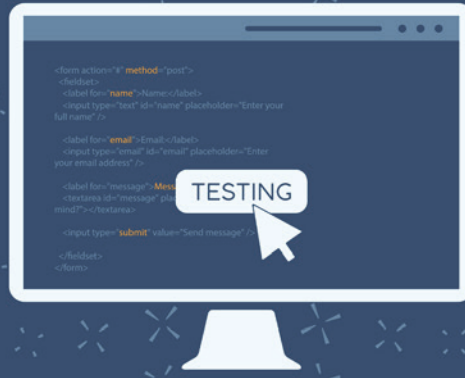 <form action="#" method="post">
<fieldset>
<label for="name">Name:</label>
<input type="text" id="name" placeholder="Enter your
full name" />
<label for="email">Email:</label>
<input type="email" id="email" placeholder="Enter
your email address" />
<label for="message">Mess
<textarea id="message" pla
mind?"></textarea>
TESTING
<input type="submit" value="Send message" />
</fieldset>
</form>